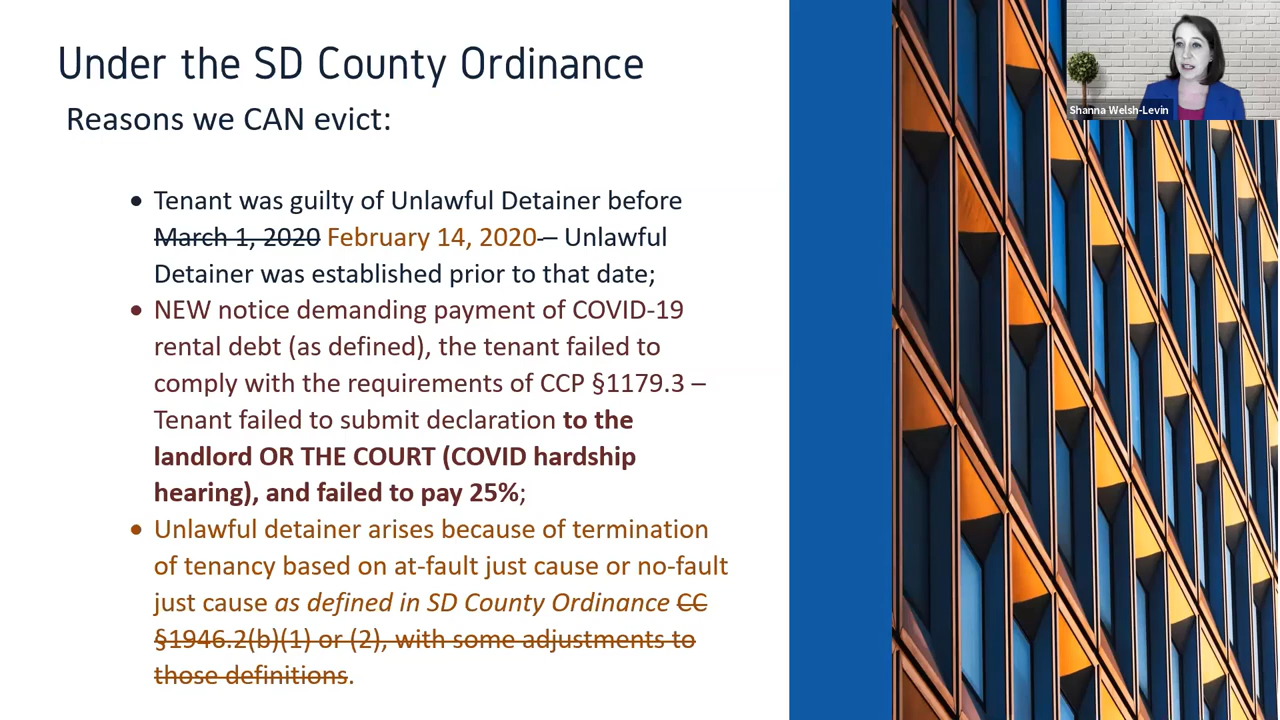 Under the SD County Ordinance
Reasons we CAN evict:
Shanna Welsh-Levin
• Tenant was guilty of Unlawful Detainer before
March 1, 2020 February 14, 2020-– Unlawful
Detainer was established prior to that date;
• NEW notice demanding payment of COVID-19
rental debt (as defined), the tenant failed to
comply with the requirements of CCP §1179.3 –
Tenant failed to submit declaration to the
landlord OR THE COURT (COVID hardship
hearing), and failed to pay 25%;
• Unlawful detainer arises because of termination
of tenancy based on at-fault just cause or no-fault
just cause as defined in SD County Ordinance CC
§1946.2(b)(1) or (2), with some adjustments to
those definitions.